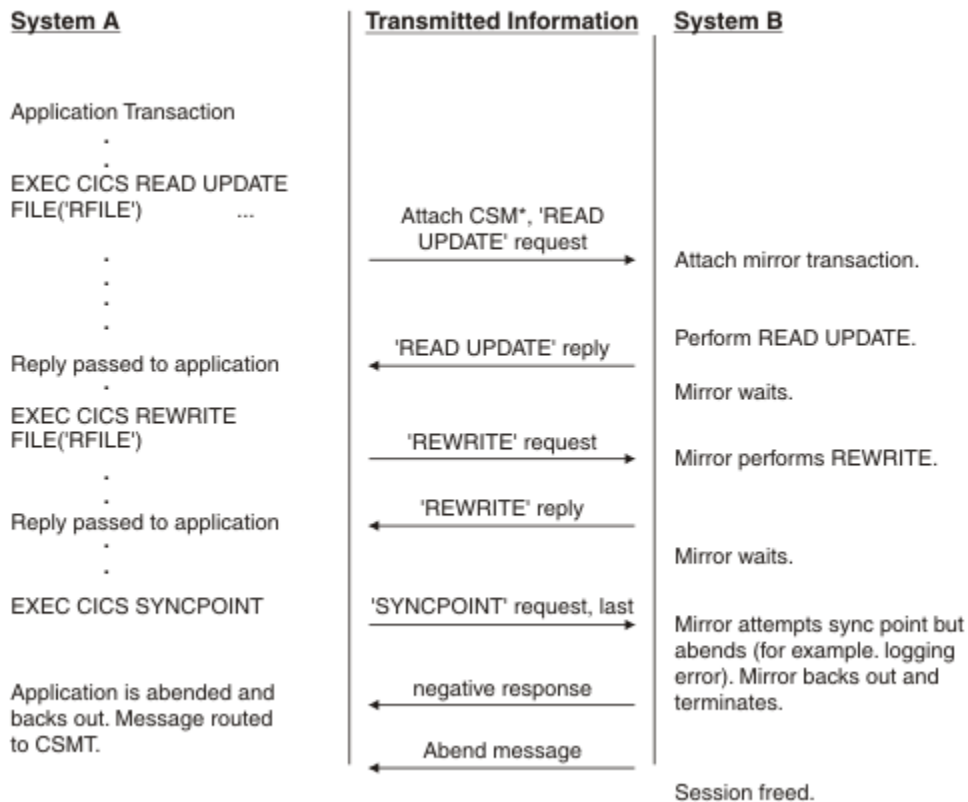 System A
Transmitted Information
System B
Application Transaction
.
.
EXEC CICS READ UPDATE
FILE('RFILE') ...
Attach CSM*, 'READ
UPDATE' request
Attach mirror transaction.
.
.
.
.
Perform READ UPDATE.
'READ UPDATE' reply
Reply passed to application
.
Mirror waits.
EXEC CICS REWRITE
FILE('RFILE')
'REWRITE' request
Mirror performs REWRITE.
.
.
'REWRITE' reply
Reply passed to application
.
.
Mirror waits.
EXEC CICS SYNCPOINT
'SYNCPOINT' request, last
Mirror attempts sync point but
abends (for example. logging
error). Mirror backs out and
terminates.
negative response
Application is abended and
backs out. Message routed
to CSMT.
Abend message
Session freed.